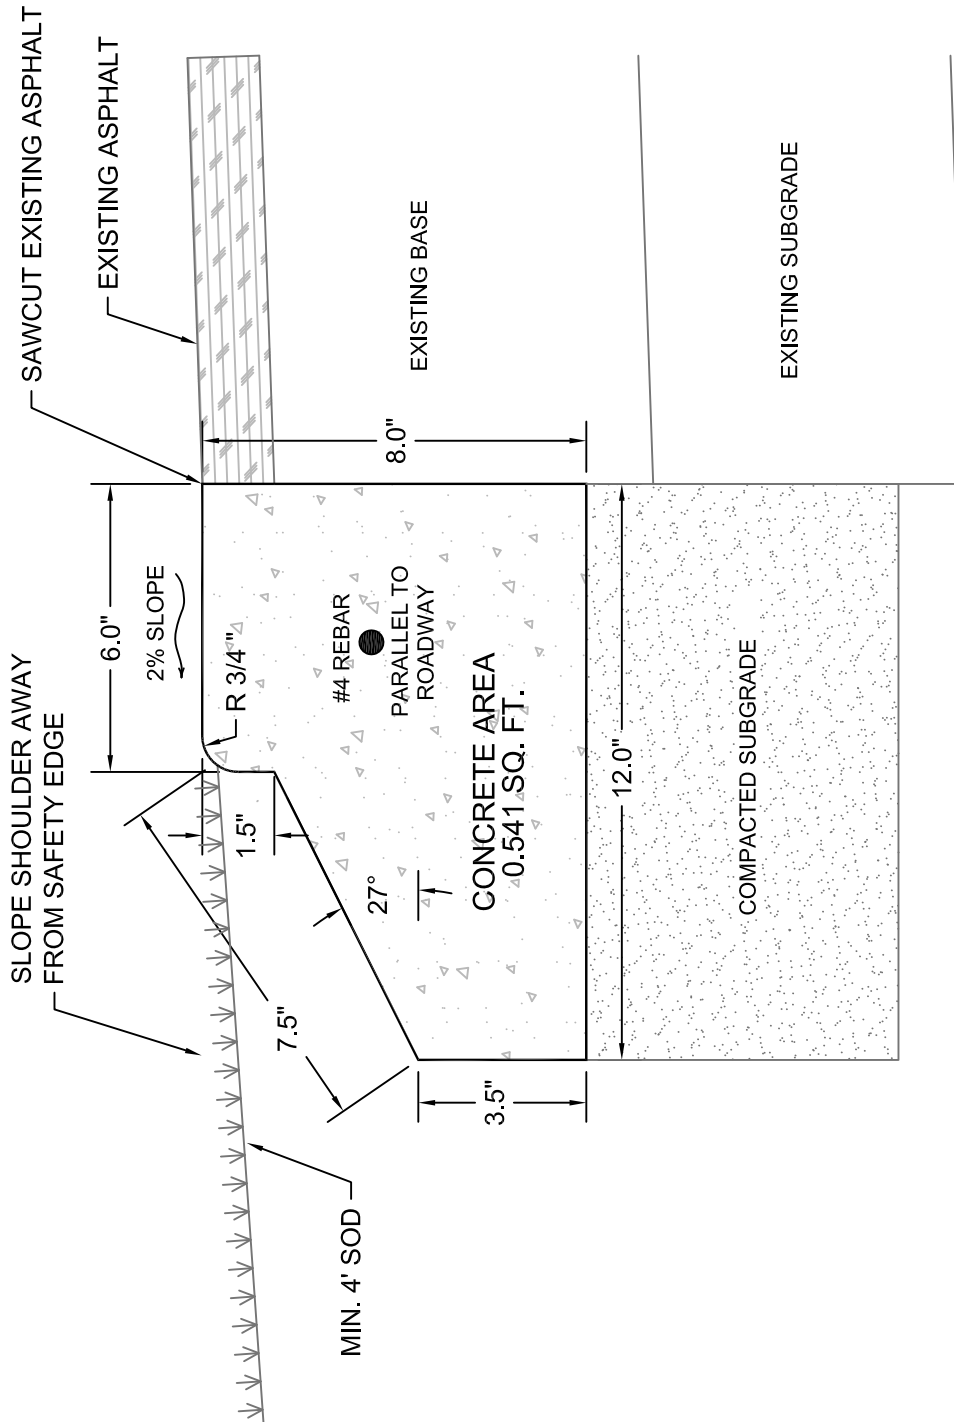 SAWCUT EXISTING ASPHALT
EXISTING ASPHALT
SLOPE SHOULDER AWAY
FROM SAFETY EDGE
6.0"
2% SLOPE
R 3/4 "
1.5"
7.5"
27°
#4 REBAR
PARALLEL TO
ROADWAY
CONCRETE AREA
0.541 SQ. FT.
8.0"
3.5"
12.0"
MIN. 4' SOD
EXISTING BASE
COMPACTED SUBGRADE
EXISTING SUBGRADE